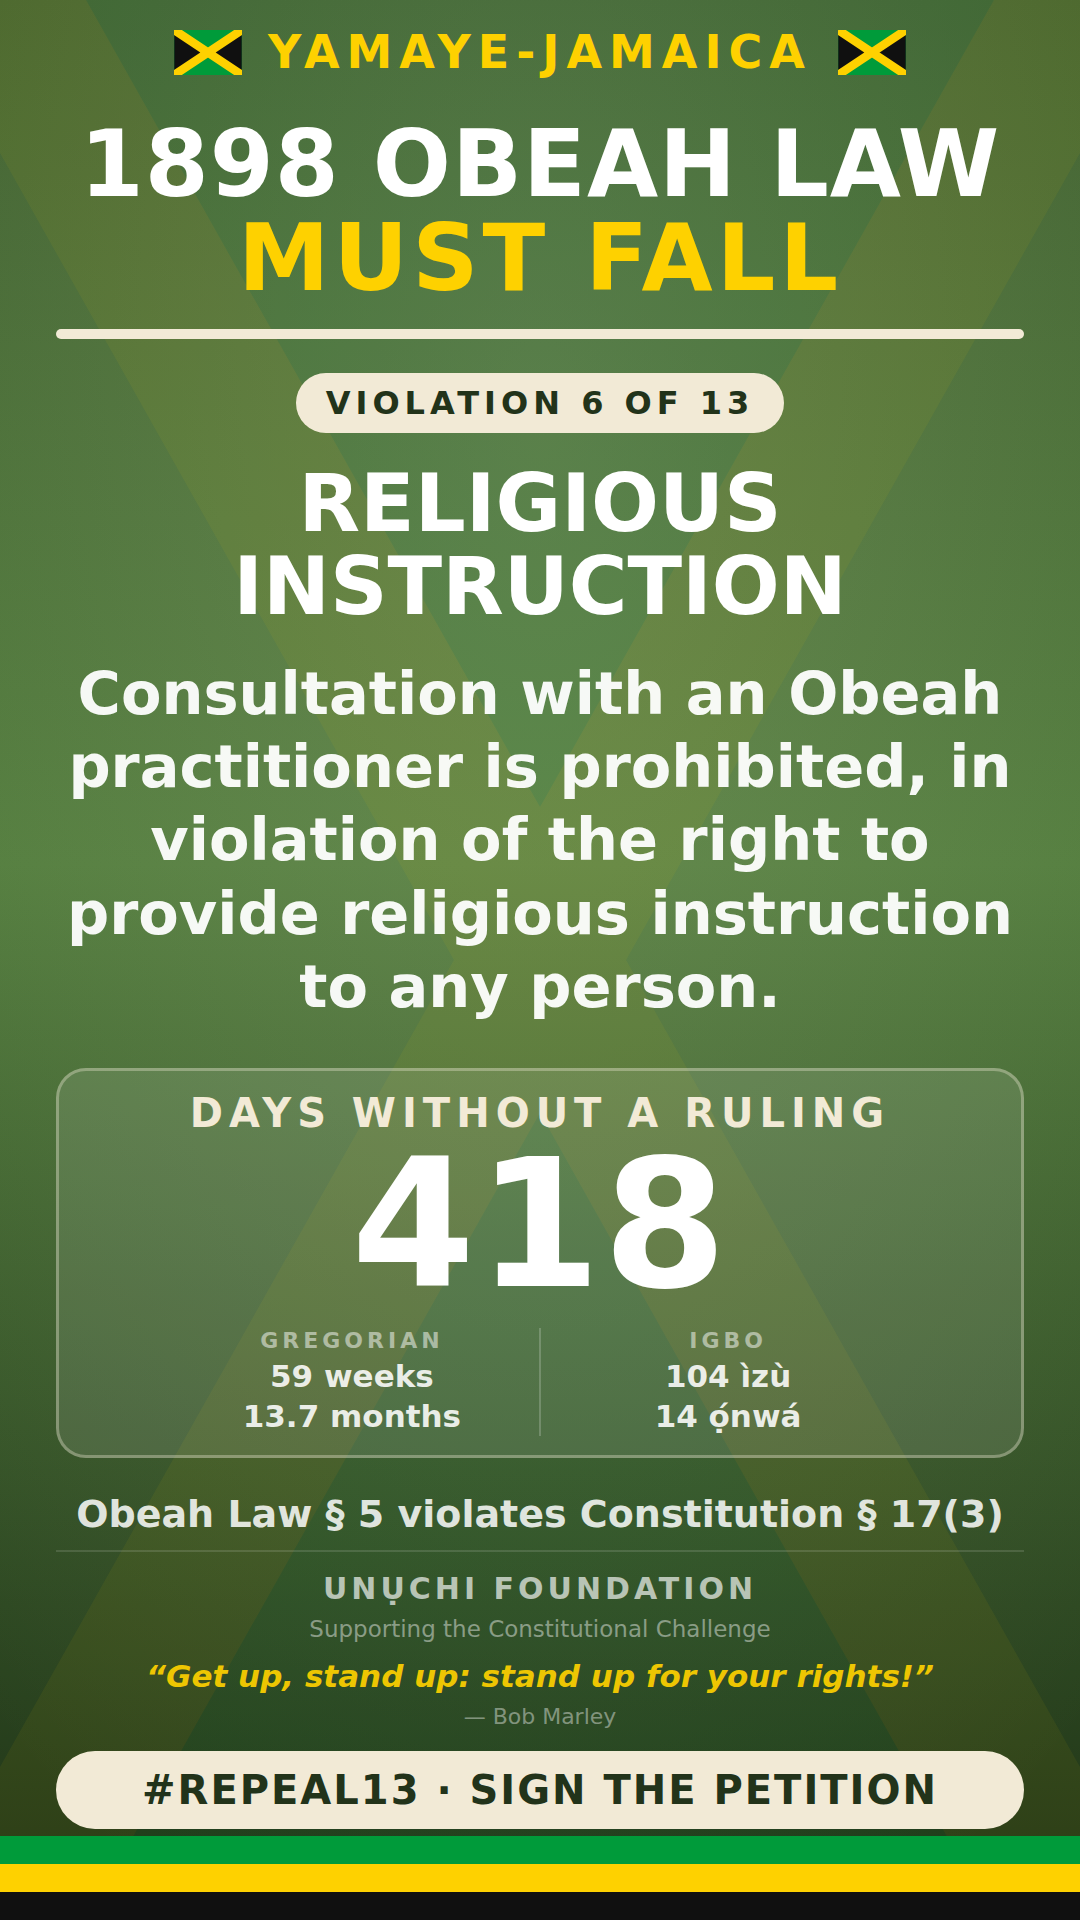 YAMAYE-JAMAICA
1898 OBEAH LAW
MUST FALL
VIOLATION 6 OF 13
RELIGIOUS
INSTRUCTION
Consultation with an Obeah
practitioner is prohibited, in
violation of the right to
provide religious instruction
to any person.
DAYS WITHOUT A RULING
418
GREGORIAN
59 weeks
13.7 months
IGBO
104 ìzù
14 ọ́nwá
Obeah Law § 5 violates Constitution § 17(3)
UNỤCHI FOUNDATION
Supporting the Constitutional Challenge
“Get up, stand up: stand up for your rights!”
— Bob Marley
#REPEAL13 · SIGN THE PETITION